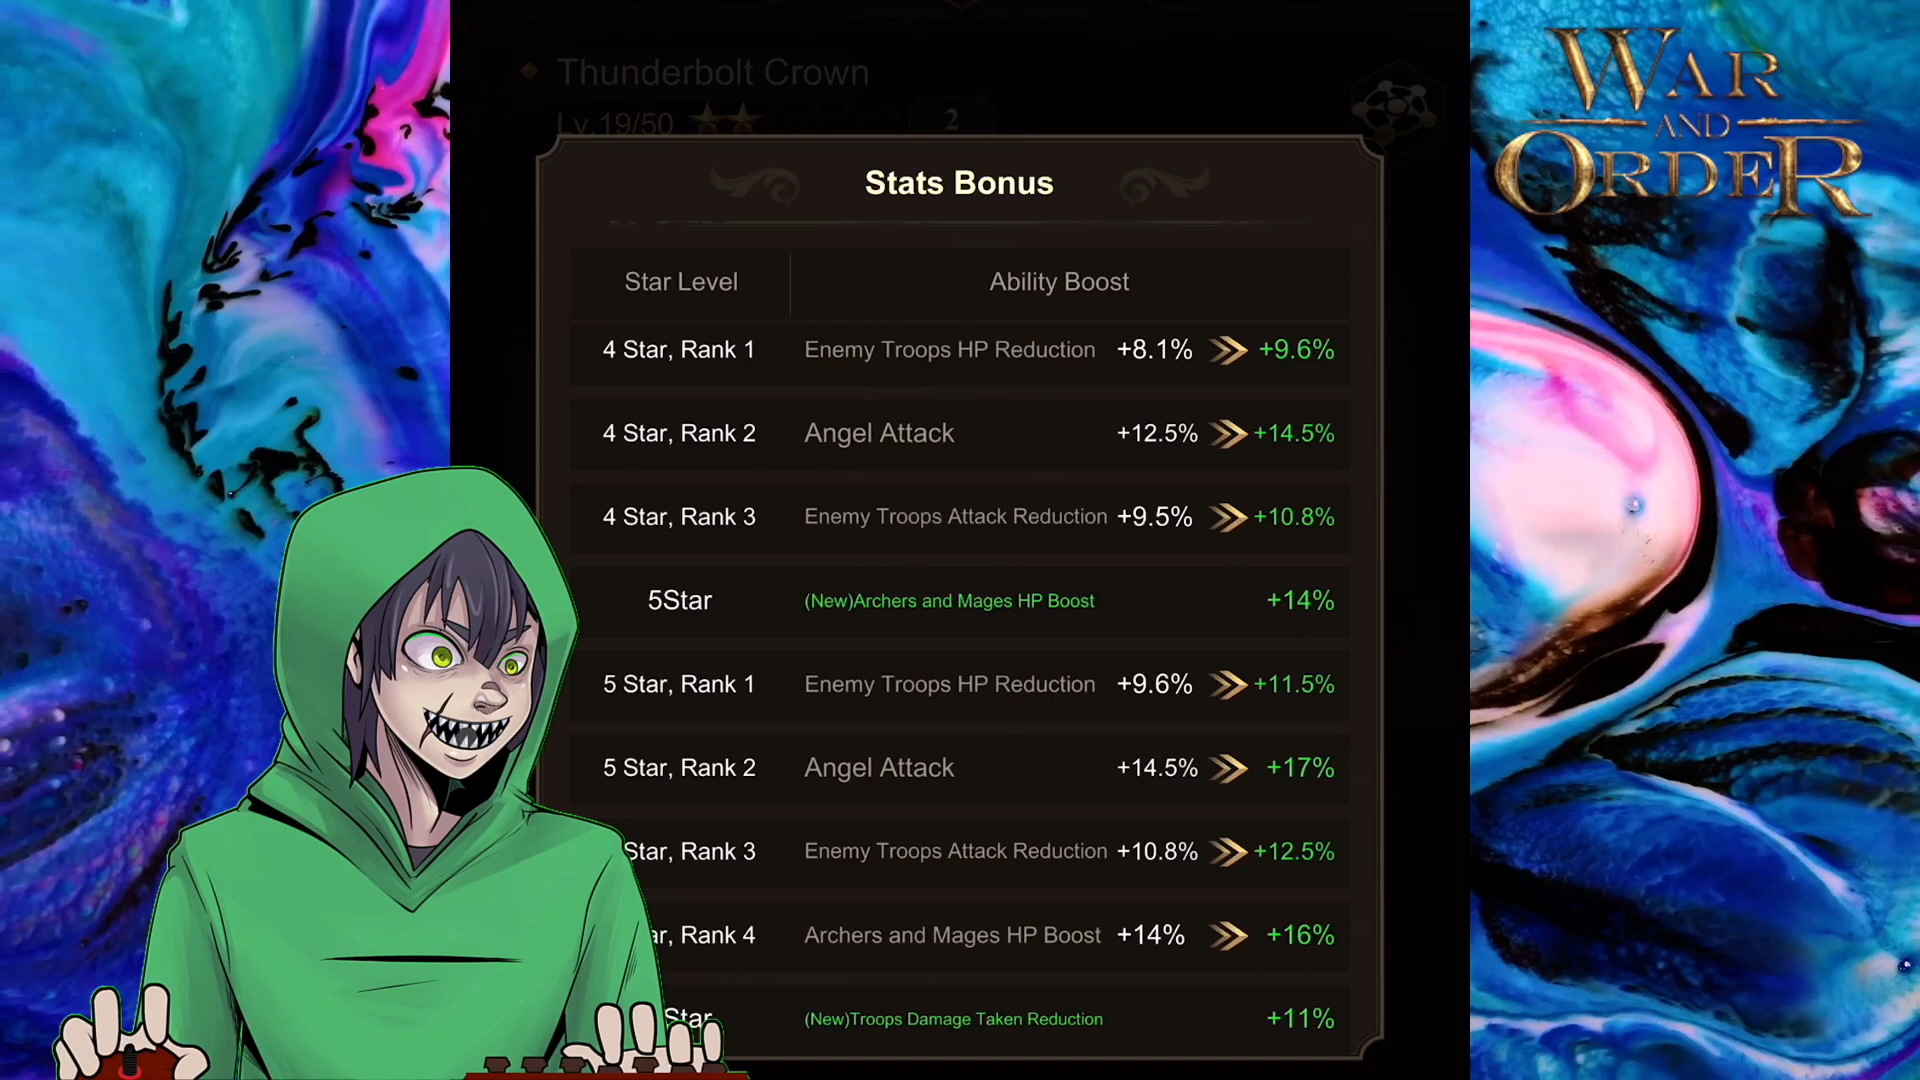 Thunderbolt Crown
Lv.19/50
2
WAR
AND
ORDER
Stats Bonus
Star Level Ability Boost
4 Star, Rank 1 Enemy Troops HP Reduction +8.1% +9.6%
4 Star, Rank 2 Angel Attack +12.5% +14.5%
4 Star, Rank 3 Enemy Troops Attack Reduction +9.5% +10.8%
5Star (New)Archers and Mages HP Boost +14%
5 Star, Rank 1 Enemy Troops HP Reduction +9.6% +11.5%
5 Star, Rank 2 Angel Attack +14.5% +17%
Star, Rank 3 Enemy Troops Attack Reduction +10.8% +12.5%
ar, Rank 4 Archers and Mages HP Boost +14% +16%
Star (New)Troops Damage Taken Reduction +11%